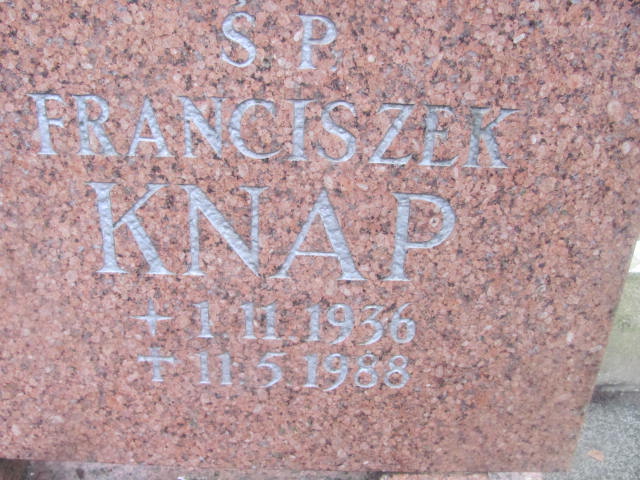 Ś P
FRANCISZEK
KNAP
+ 1 11 1936
+ 11 5 1988